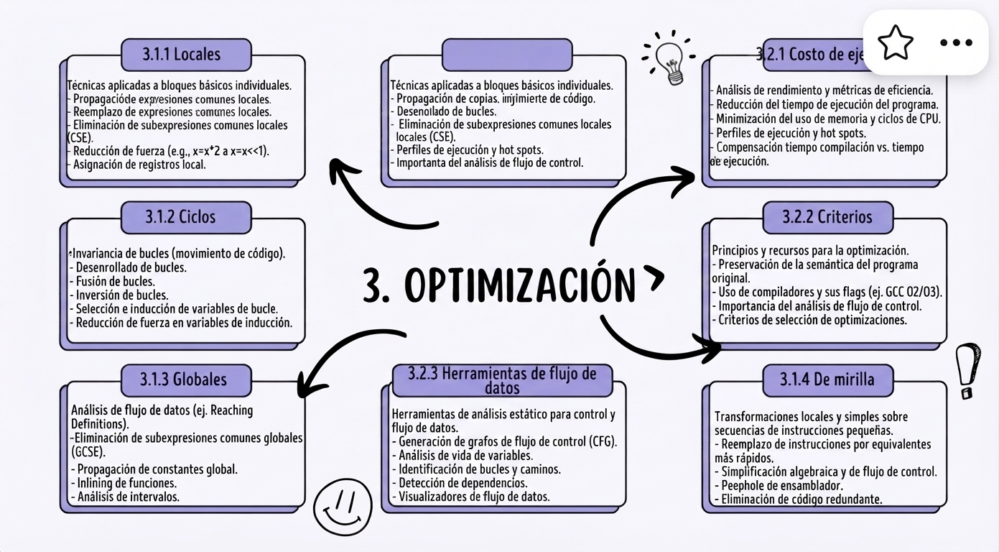 3.1.1 Locales
Técnicas aplicadas a bloques básicos individuales.
- Propagacióde expresiones comunes locales.
- Reemplazo de expresiones comunes locales.
- Eliminación de subexpresiones comunes locales
(CSE).
- Reducción de fuerza (e.g., x=x*2 a x=x<<1).
- Asignación de registros local.
Técnicas aplicadas a bloques básicos individuales.
- Propagación de copias, de código.
- de bucles.
- Eliminación de subexpresiones comunes locales
locales (CSE).
- Perfiles de ejecución y hot spots.
- Importanta del análisis de flujo de control.
3.2.1 Costo de eje
- Análisis de rendimiento y métricas de eficiencia.
- Reducción del tiempo de ejecución del programa.
- Minimización del uso de memoria y ciclos de CPU.
- Perfiles de ejecución y hot spots.
- Compensación tiempo compilación vs. tiempo
de ejecución.
3.1.2 Ciclos
Invariancia de bucles (movimiento de código).
- Desenrollado de bucles.
- Fusión de bucles.
- Inversión de bucles.
- Selección e inducción de variables de bucle.
- Reducción de fuerza en variables de inducción.
3. OPTIMIZACIÓN
3.2.2 Criterios
Principios y recursos para la optimización.
- Preservación de la semántica del programa
original.
- Uso de compiladores y sus flags (ej. GCC O2/O3).
- Importancia del análisis de flujo de control.
- Criterios de selección de optimizaciones.
3.1.3 Globales
Análisis de flujo de datos (ej. Reaching
Definitions).
-Eliminación de subexpresiones comunes globales
(GCSE).
- Propagación de constantes global.
- Inlining de funciones.
- Análisis de intervalos.
3.2.3 Herramientas de flujo de
datos
Herramientas de análisis estático para control y
flujo de datos.
- Generación de grafos de flujo de control (CFG).
- Análisis de vida de variables.
- Identificación de bucles y caminos.
- Detección de dependencios.
- Visualizadores de flujo de datos.
3.1.4 De mirilla
Transformaciones locales y simples sobre
secuencias de instrucciones pequeñas.
- Reemplazo de instrucciones por equivalentes
más rápidos.
- Simplificación algebraica y de flujo de control.
- Peephole de ensamblador.
- Eliminación de código redundante.